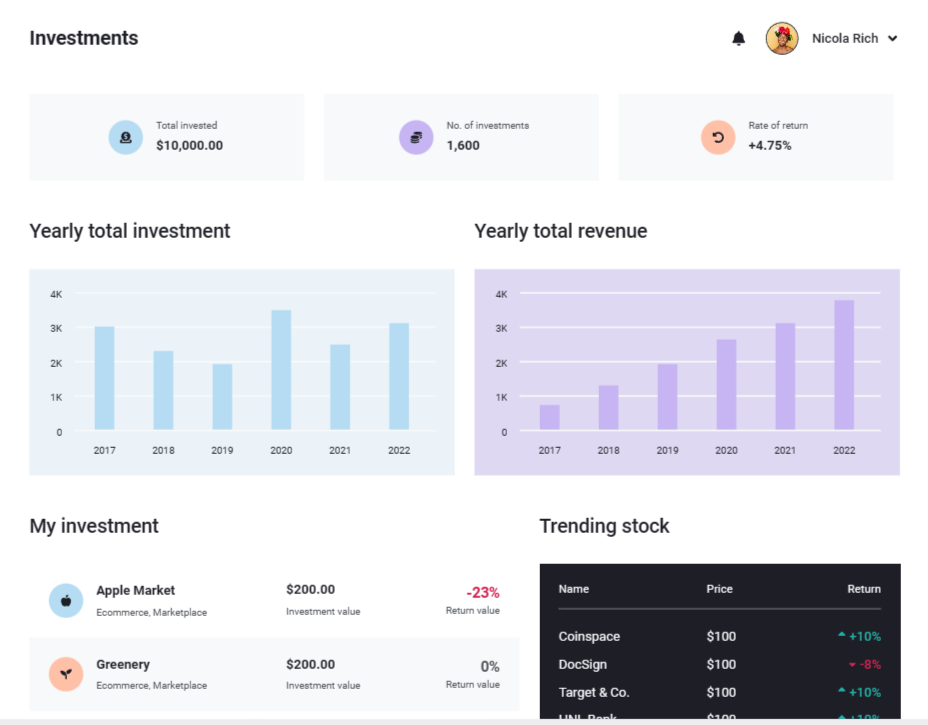 Investments
Nicola Rich
Total invested
$10,000.00
No. of investments
1,600
Rate of return
+4.75%
Yearly total investment
4K
3K
2K
1K
0
2017 2018 2019 2020 2021 2022
Yearly total revenue
4K
3K
2K
1K
0
2017 2018 2019 2020 2021 2022
My investment
Apple Market $200.00 -23%
Ecommerce, Marketplace Investment value Return value
Greenery $200.00 0%
Ecommerce, Marketplace Investment value Return value
Trending stock
Name Price Return
Coinspace $100 +10%
DocSign $100 -8%
Target & Co. $100 +10%